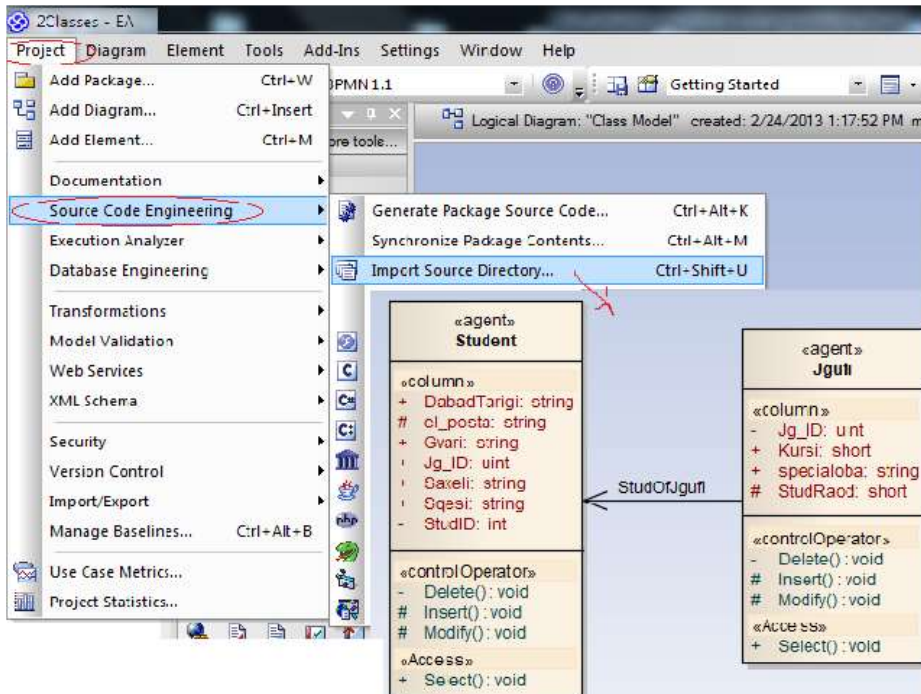 2Classes - EA
Project Diagram Element Tools Add-Ins Settings Window Help
Add Package... Ctrl+W
BPMN 1.1
Getting Started
Add Diagram... Ctrl+Insert
Logical Diagram: "Class Model" created: 2/24/2013 1:17:52 PM m
Add Element... Ctrl+M
ore tools...
Documentation
Source Code Engineering
Generate Package Source Code... Ctrl+Alt+K
Execution Analyzer
Synchronize Package Contents... Ctrl+Alt+M
Database Engineering
Import Source Directory... Ctrl+Shift+U
Transformations
Model Validation
Web Services
XML Schema
Security
Version Control
Import/Export
Manage Baselines... Ctrl+Alt+B
Use Case Metrics...
Project Statistics...
C
C#
C:
php
«agent»
Student
«column»
+ DabadTarigi: string
# el_posta: string
+ Gvari: string
Jg_ID: uint
Saxeli: string
Sqesi: string
- StudID: int
«controlOperator»
- Delete() : void
# Insert() : void
# Modify() : void
«Access»
+ Select() : void
StudOfJgufi
«agent»
Jgufi
«column»
- Jg_ID: uint
+ Kursi: short
+ specialoba: string
# StudRaod: short
«controlOperator»
- Delete() : void
# Insert() : void
# Modify() : void
«Access»
+ Select() : void